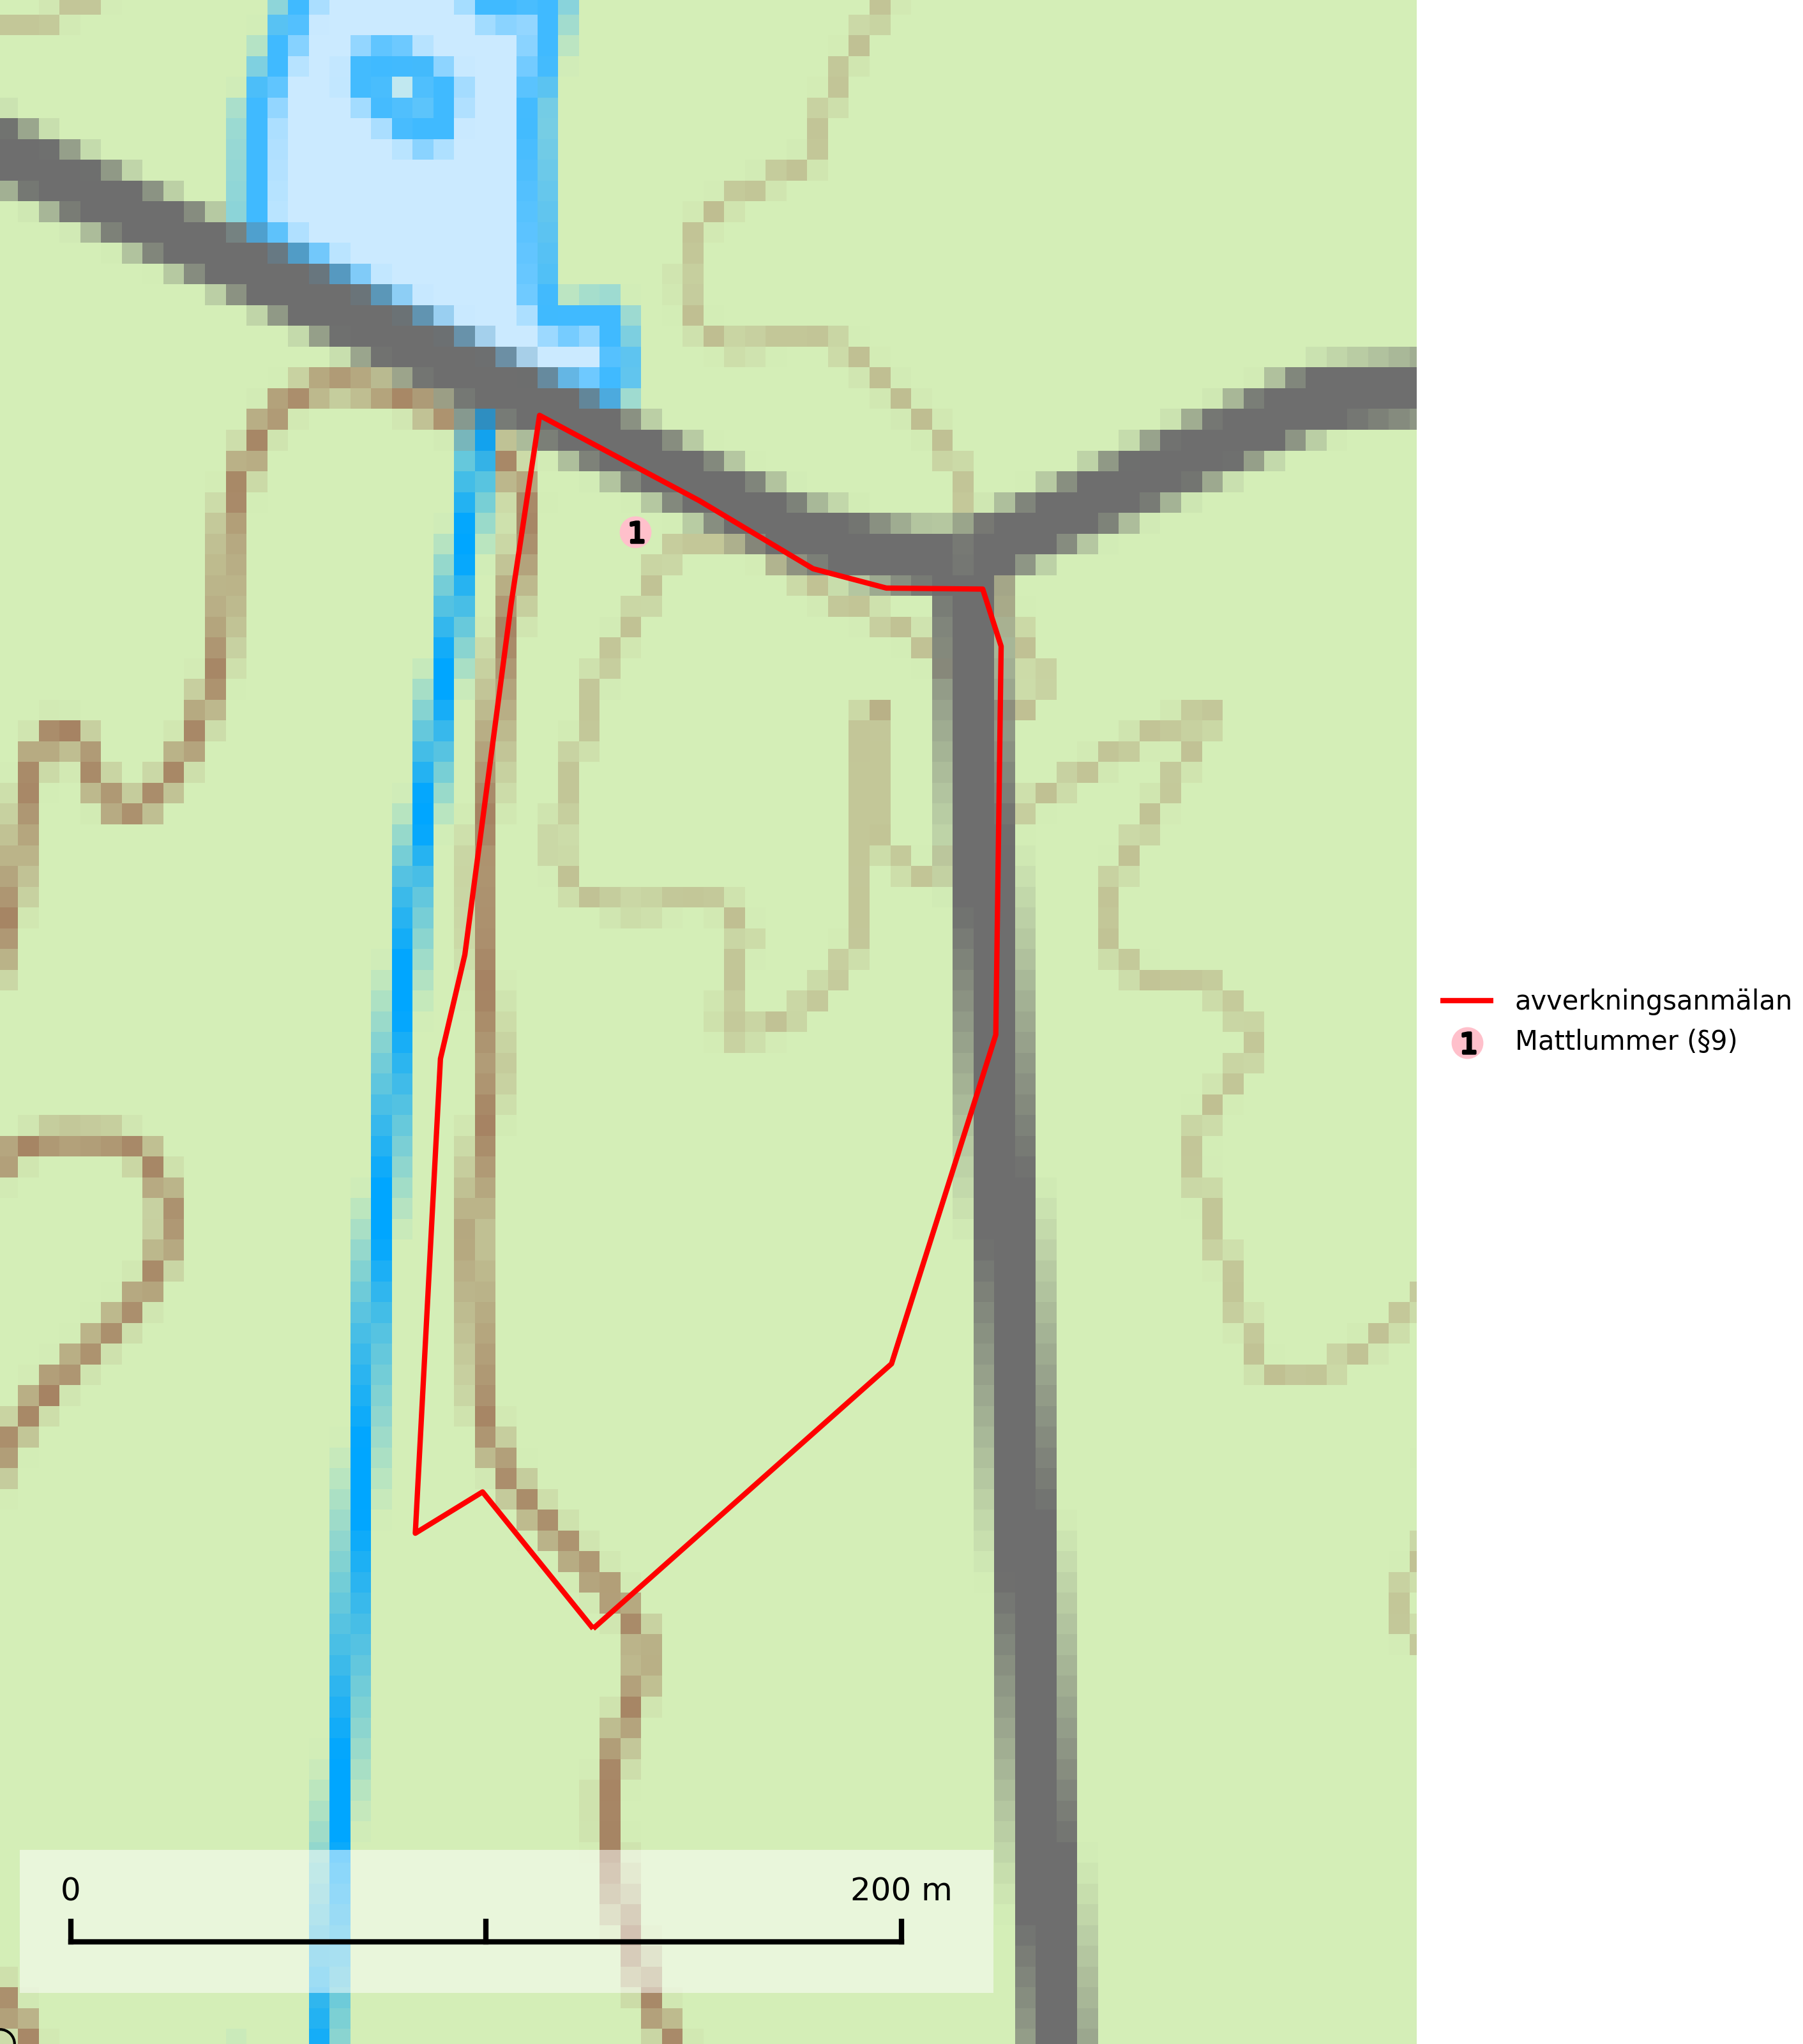 1
avverkningsanmälan
1 Mattlummer (§9)
0 200 m